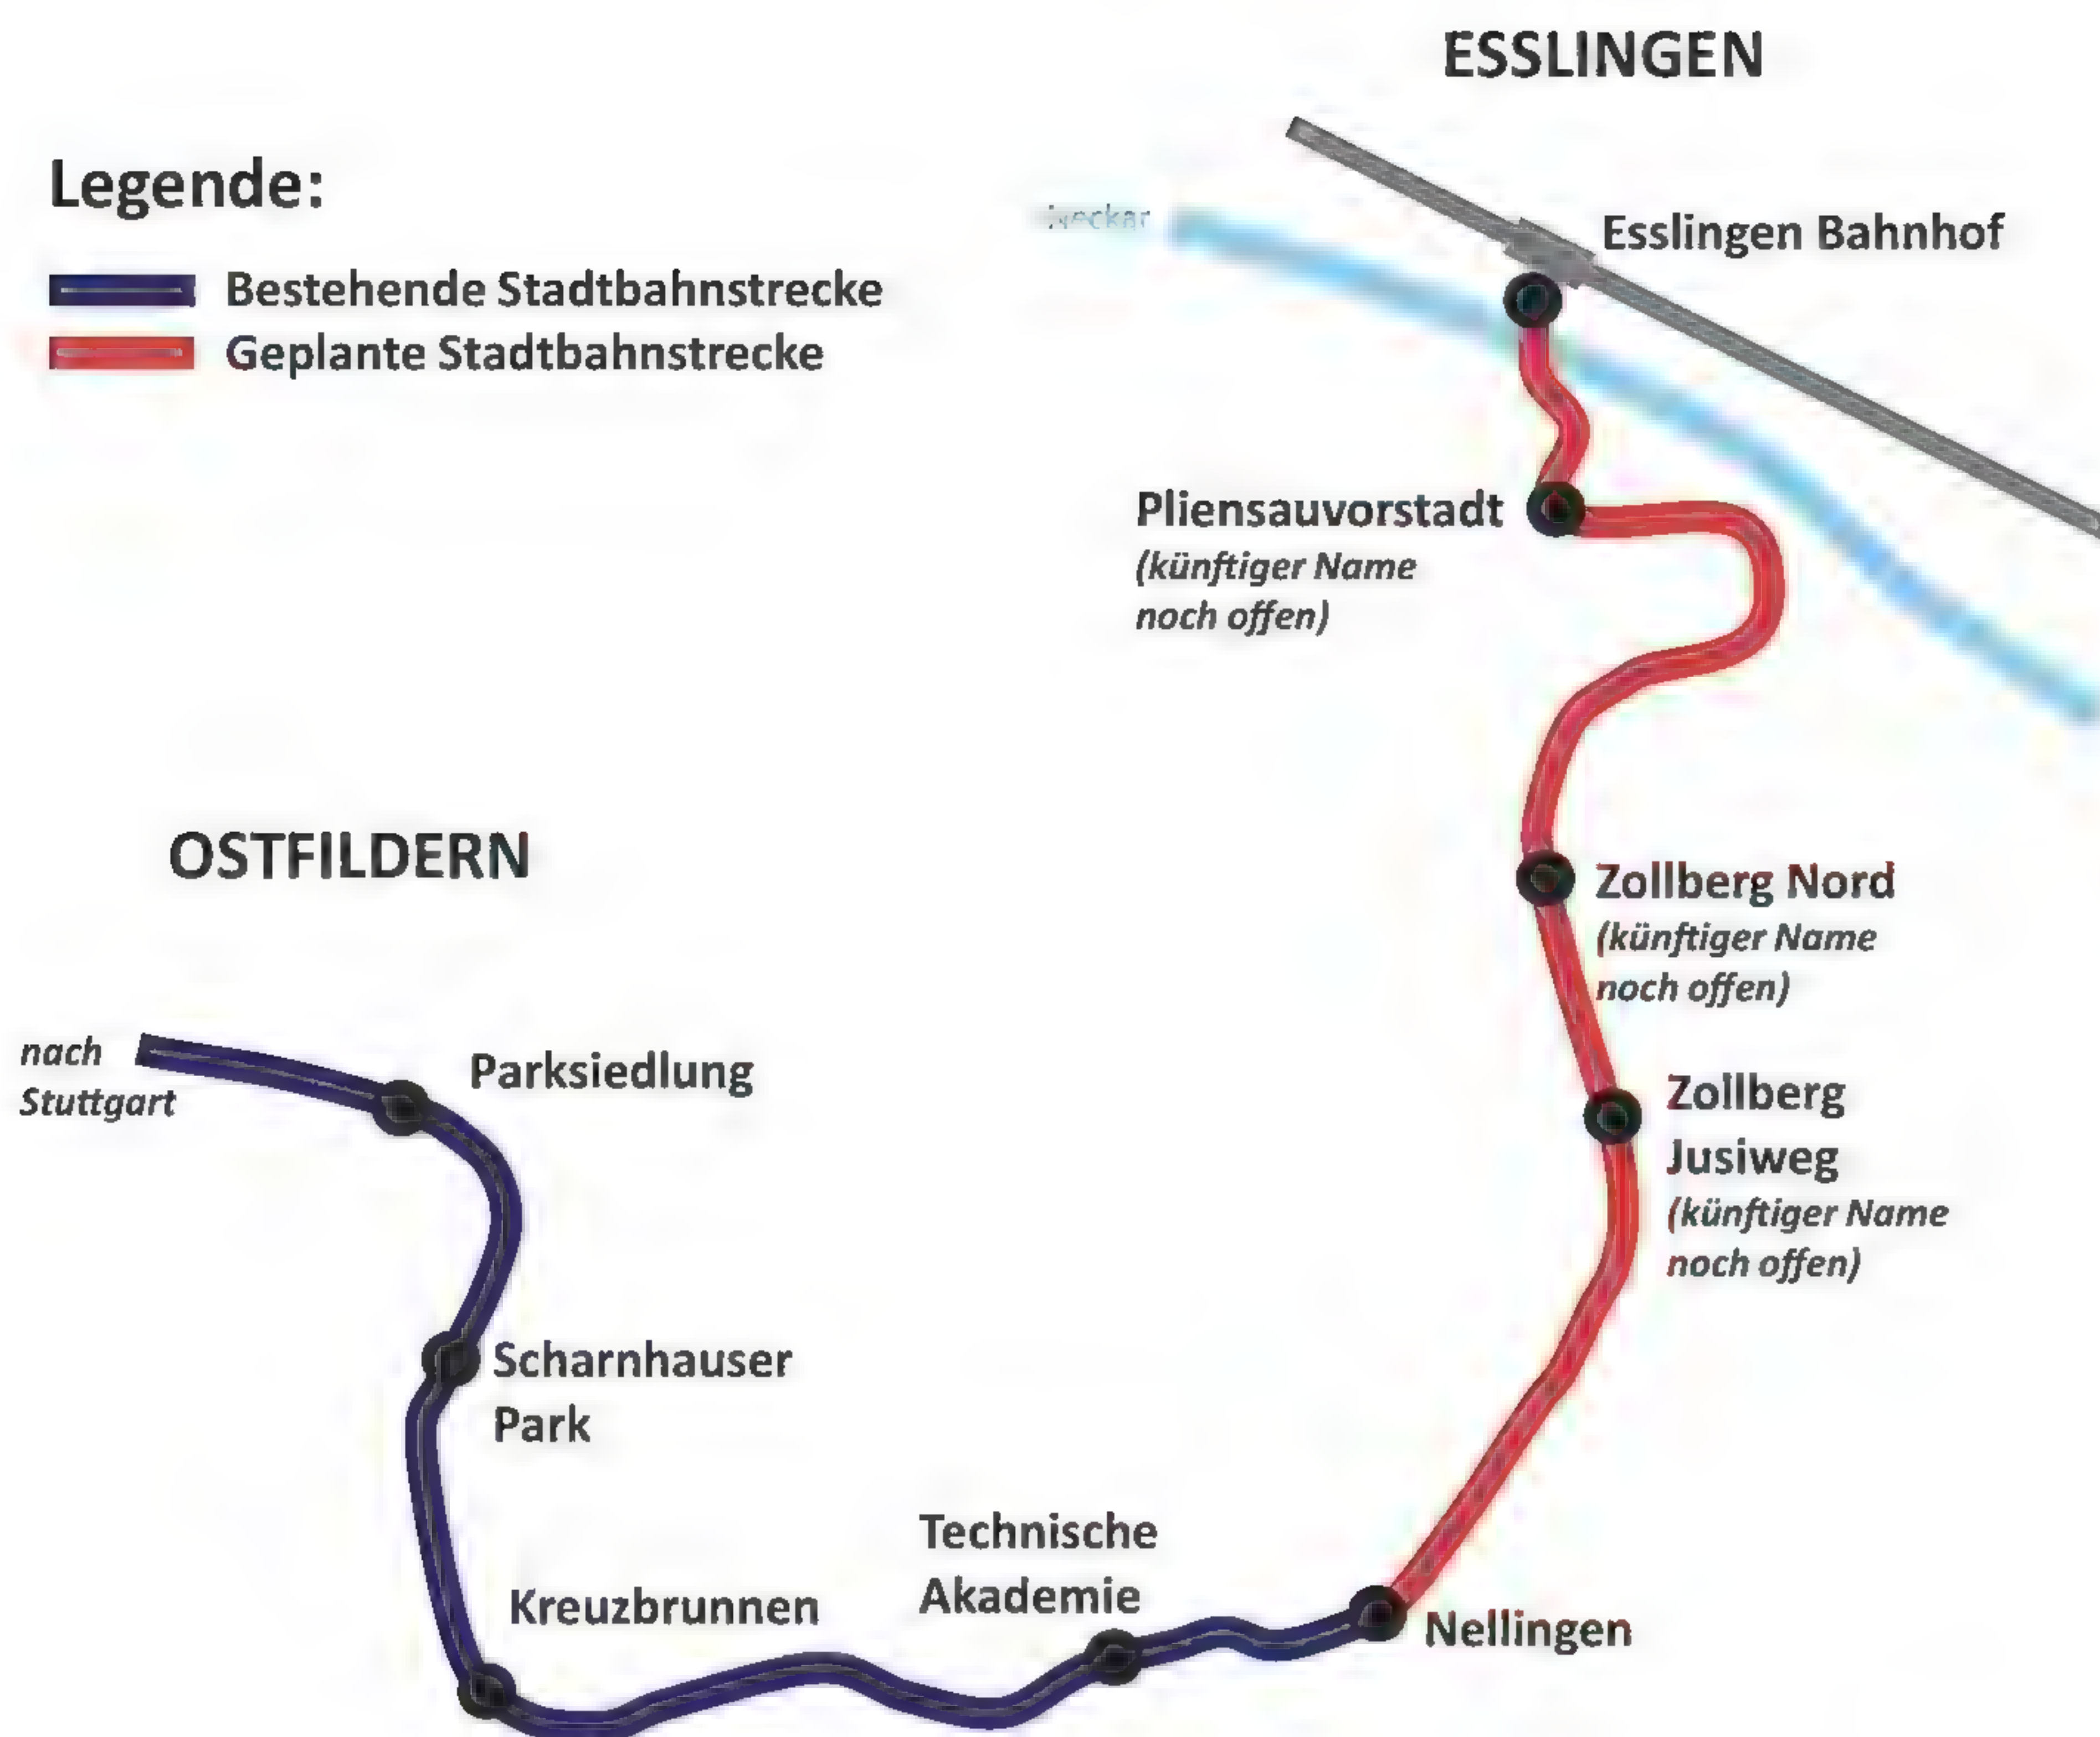 ESSLINGEN
Legende:
Bestehende Stadtbahnstrecke
Geplante Stadtbahnstrecke
Neckar
Esslingen Bahnhof
Pliensauvorstadt
(künftiger Name
noch offen)
Zollberg Nord
(künftiger Name
noch offen)
OSTFILDERN
nach
Stuttgart
Parksiedlung
Zollberg
Jusiweg
(künftiger Name
noch offen)
Scharnhauser
Park
Kreuzbrunnen
Technische
Akademie
Nellingen